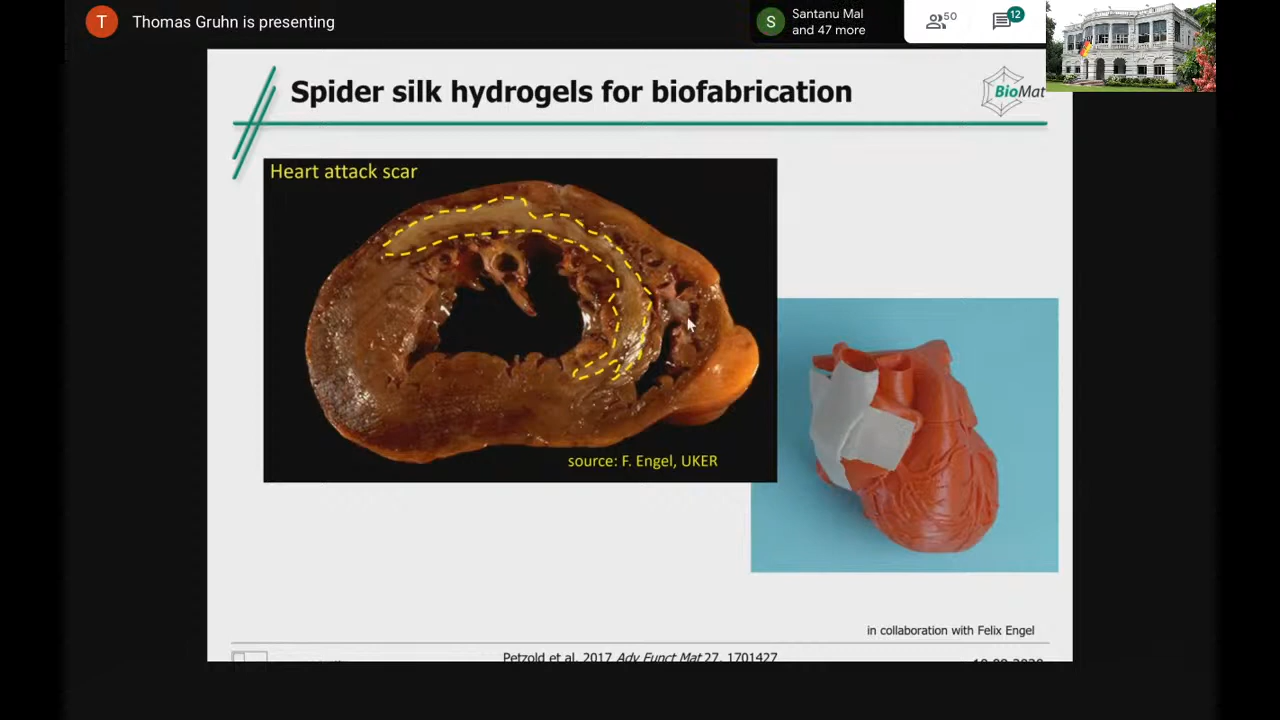 T
Thomas Gruhn is presenting
S
Santanu Mal
and 47 more
50
12
Spider silk hydrogels for biofabrication
BioMat
Heart attack scar
source: F. Engel, UKER
in collaboration with Felix Engel
Petzold et al. 2017 Adv Funct Mat 27, 1701427